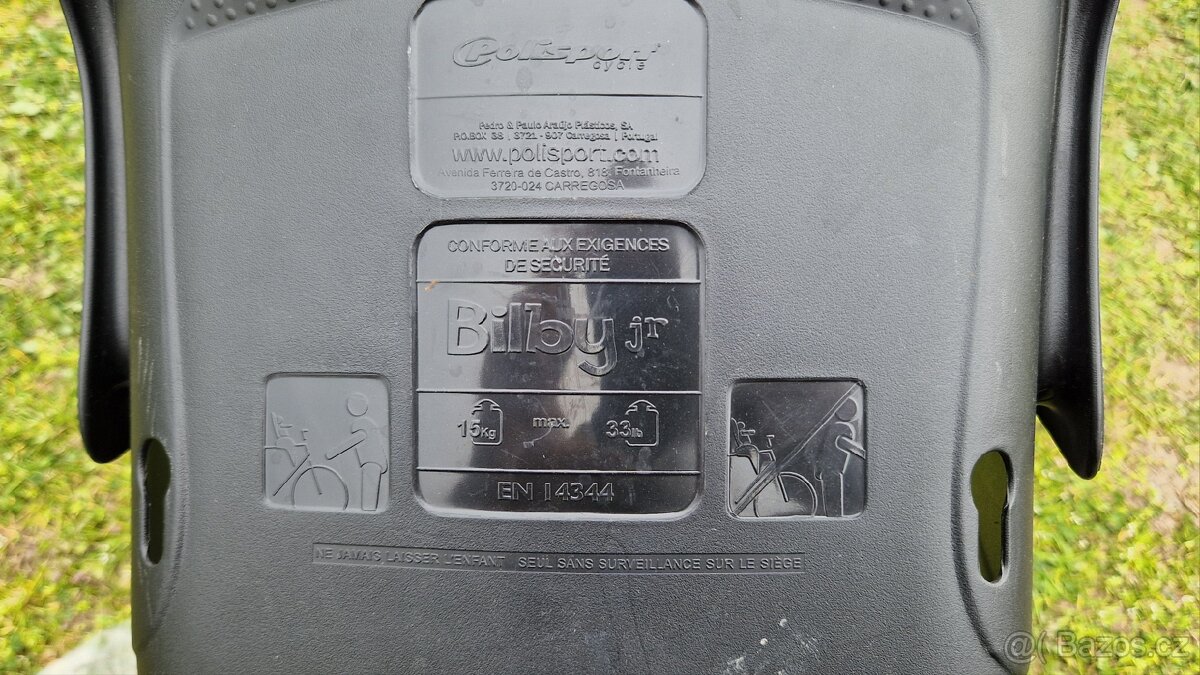 Polisport
cycle
Pedro & Paulo Araújo Plásticos, SA
P.O.BOX 38 | 3721 - 907 Carregosa | Portugal
www.polisport.com
Avenida Ferreira de Castro, 818, Fontanheira
3720-024 CARREGOSA
CONFORME AUX EXIGENCES
DE SECURITÉ
Bilby jr
15Kg max. 33lb
EN 14344
NE JAMAIS LAISSER L'ENFANT SEUL SANS SURVEILLANCE SUR LE SIÈGE
Bazos.cz